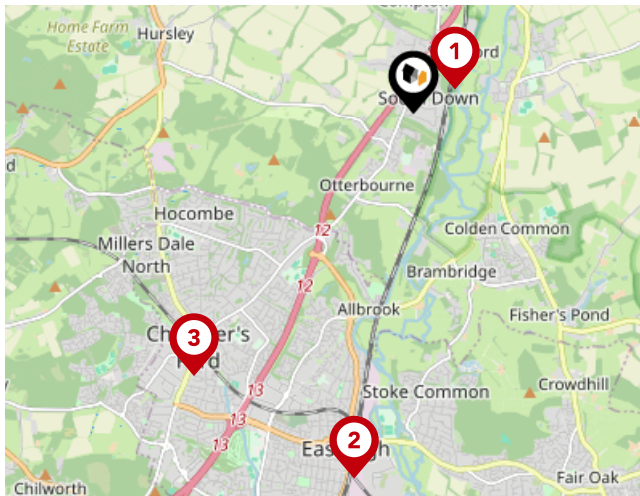 Home Farm
Estate
Hursley
1
South Down
Otterbourne
Hocombe
12
Colden Common
Millers Dale
North
Brambridge
12
Allbrook
Fisher's Pond
3
13
Stoke Common
Crowdhill
13
13
2
Fair Oak
Chilworth